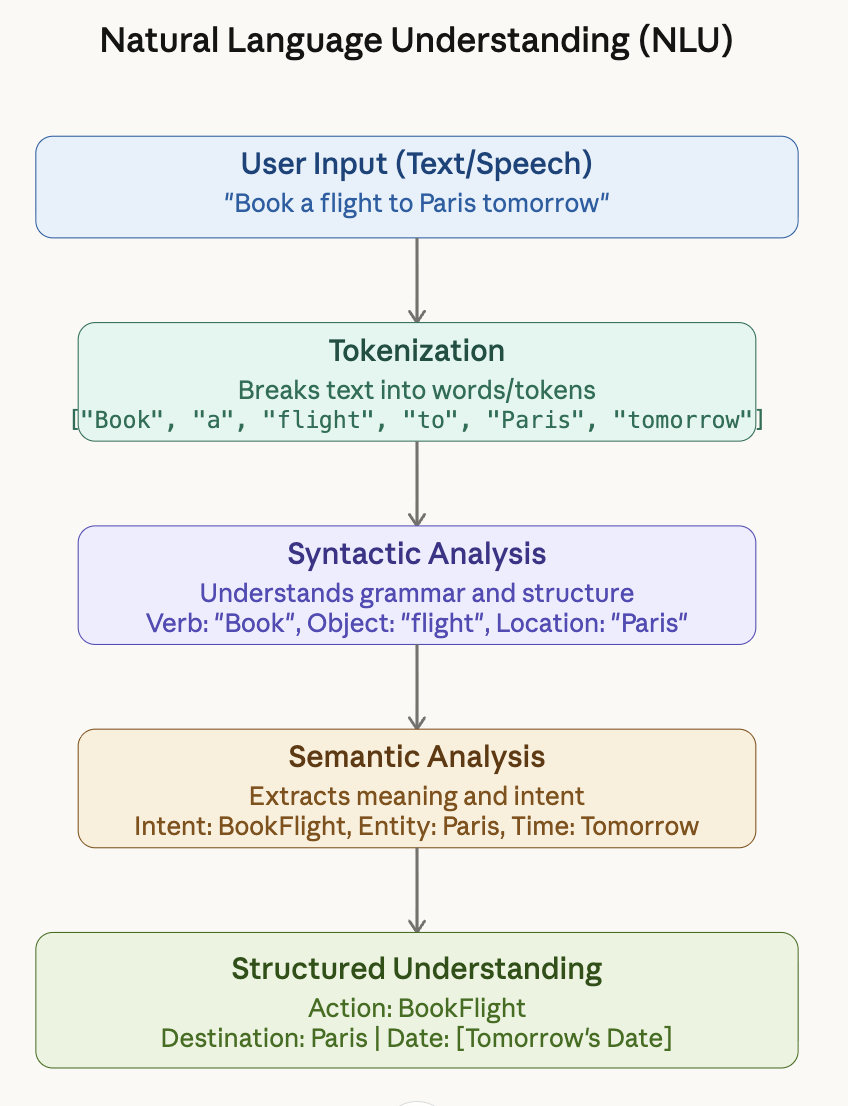 Natural Language Understanding (NLU)
User Input (Text/Speech)
"Book a flight to Paris tomorrow"
Tokenization
Breaks text into words/tokens
["Book", "a", "flight", "to", "Paris", "tomorrow"]
Syntactic Analysis
Understands grammar and structure
Verb: "Book", Object: "flight", Location: "Paris"
Semantic Analysis
Extracts meaning and intent
Intent: BookFlight, Entity: Paris, Time: Tomorrow
Structured Understanding
Action: BookFlight
Destination: Paris | Date: [Tomorrow's Date]